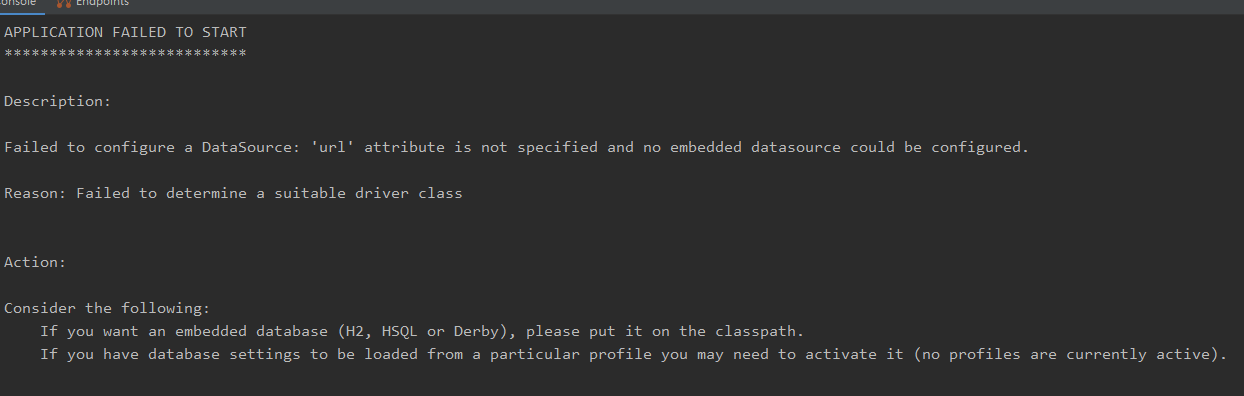 Console Endpoints
APPLICATION FAILED TO START
***************************
Description:
Failed to configure a DataSource: 'url' attribute is not specified and no embedded datasource could be configured.
Reason: Failed to determine a suitable driver class
Action:
Consider the following:
If you want an embedded database (H2, HSQL or Derby), please put it on the classpath.
If you have database settings to be loaded from a particular profile you may need to activate it (no profiles are currently active).